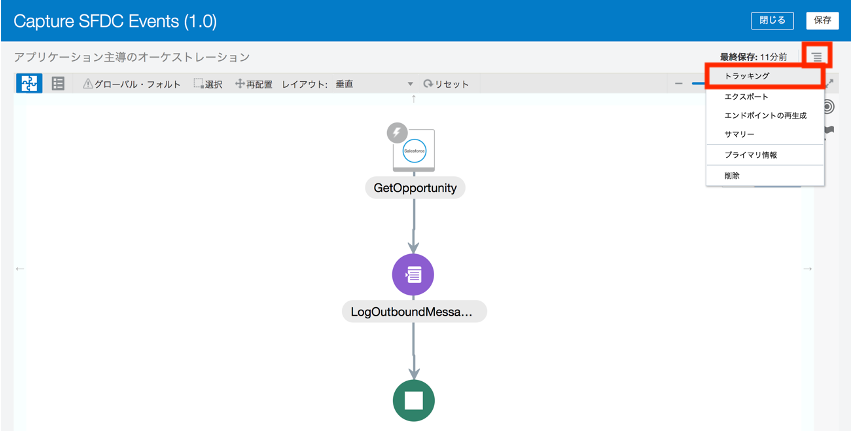 Capture SFDC Events (1.0)
閉じる
保存
アプリケーション主導のオーケストレーション
最終保存: 11分前
グローバル・フォルト
選択
再配置
レイアウト: 垂直
リセット
トラッキング
エクスポート
エンドポイントの再生成
サマリー
プライマリ情報
削除
Salesforce
GetOpportunity
LogOutboundMessa...